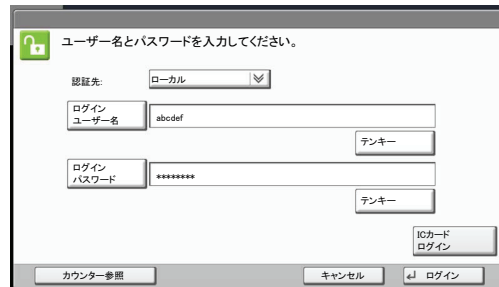 ユーザー名とパスワードを入力してください。
認証先:
ローカル
ログイン
ユーザー名
abcdef
テンキー
ログイン
パスワード
********
テンキー
ICカード
ログイン
カウンター参照
キャンセル
ログイン